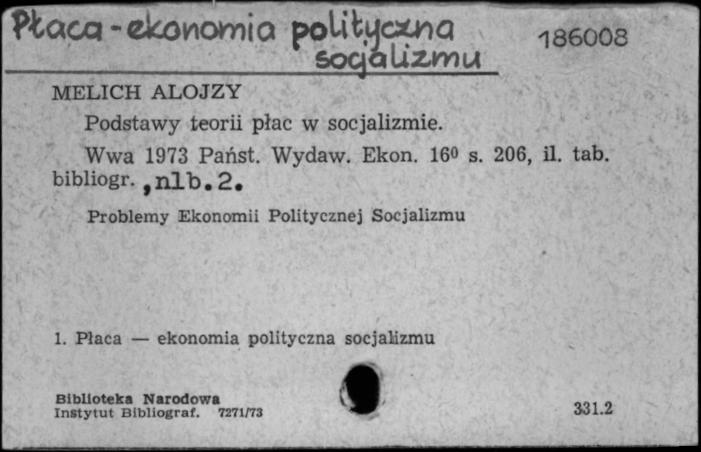 Płaca - ekonomia polityczna
socjalizmu
186008
MELICH ALOJZY
Podstawy teorii płac w socjalizmie.
Wwa 1973 Państ. Wydaw. Ekon. 16⁰ s. 206, il. tab.
bibliogr. ,nlb.2.
Problemy Ekonomii Politycznej Socjalizmu
1. Płaca — ekonomia polityczna socjalizmu
Biblioteka Narodowa
Instytut Bibliograf. 7271/73
331.2